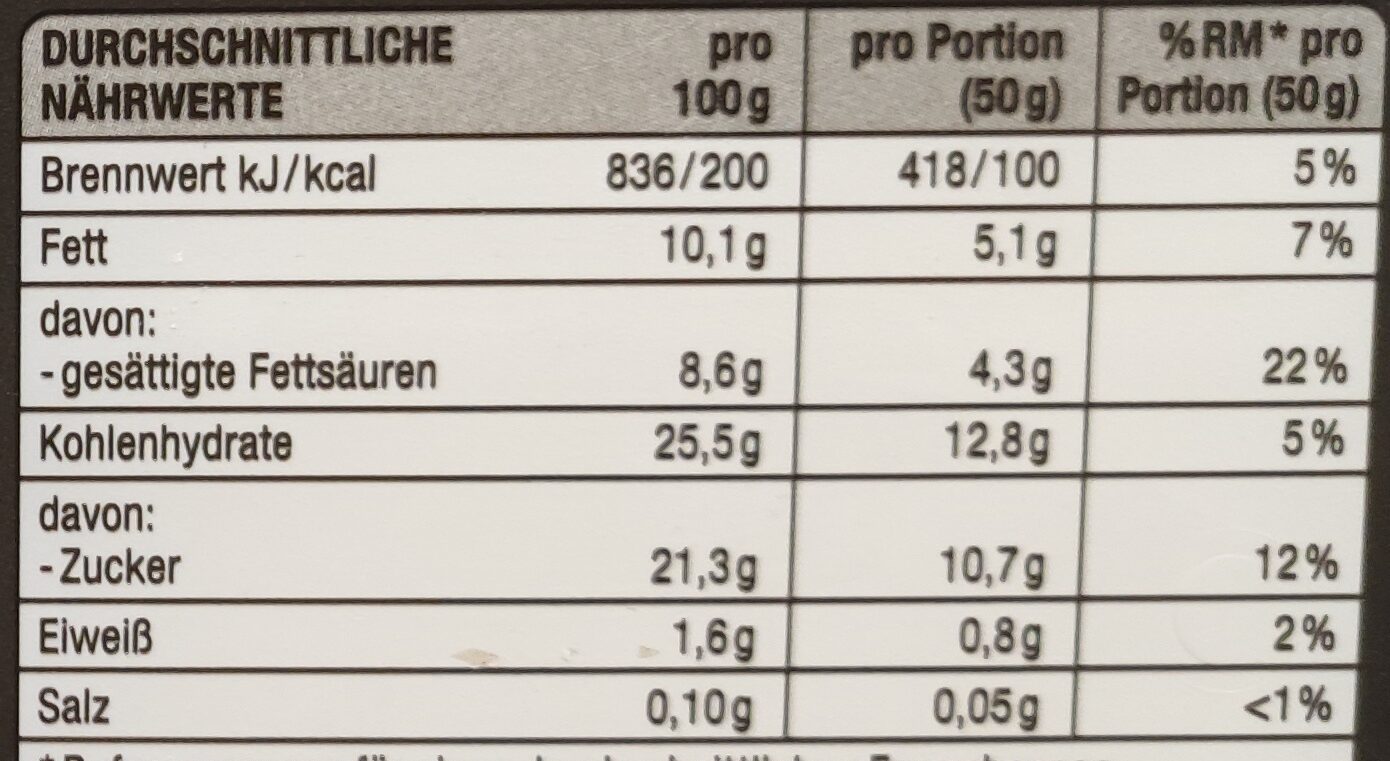 DURCHSCHNITTLICHE NÄHRWERTE pro 100g pro Portion (50g) %RM* pro Portion (50g)
Brennwert kJ/kcal 836/200 418/100 5%
Fett 10,1g 5,1g 7%
davon:
- gesättigte Fettsäuren 8,6g 4,3g 22%
Kohlenhydrate 25,5g 12,8g 5%
davon:
- Zucker 21,3g 10,7g 12%
Eiweiß 1,6g 0,8g 2%
Salz 0,10g 0,05g <1%